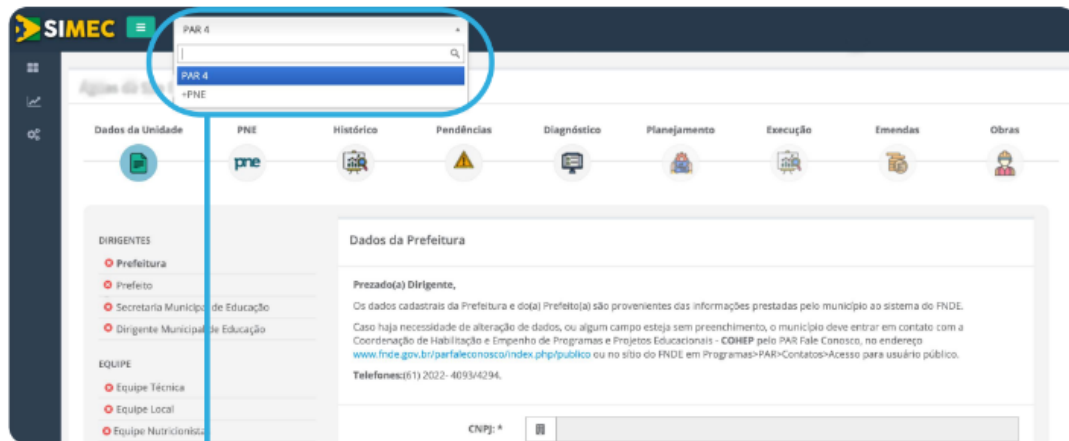 SIMEC
PAR 4
PAR 4
+PNE
Dados da Unidade
PNE
Histórico
Pendências
Diagnóstico
Planejamento
Execução
Emendas
Obras
pne
DIRIGENTES
Prefeitura
Prefeito
Secretaria Municipal de Educação
Dirigente Municipal de Educação
EQUIPE
Equipe Técnica
Equipe Local
Equipe Nutricionista
Dados da Prefeitura
Prezado(a) Dirigente,
Os dados cadastrais da Prefeitura e do(a) Prefeito(a) são provenientes das informações prestadas pelo município ao sistema do FNDE.
Caso haja necessidade de alteração de dados, ou algum campo esteja sem preenchimento, o município deve entrar em contato com a
Coordenação de Habilitação e Empenho de Programas e Projetos Educacionais - COHEP pelo PAR Fale Conosco, no endereço
www.fnde.gov.br/parfaleconosco/index.php/publico ou no sítio do FNDE em Programas>PAR>Contatos>Acesso para usuário público.
Telefones:(61) 2022- 4093/4294.
CNPJ: *